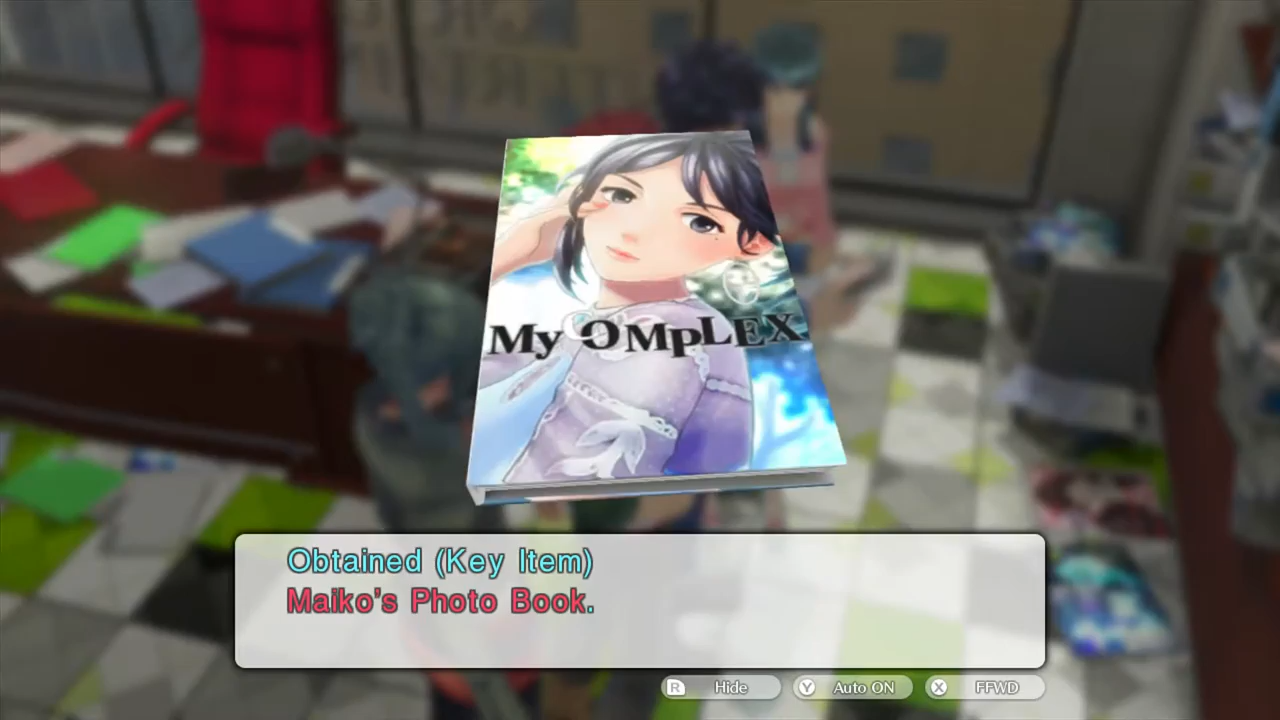 My OMpLEX
Obtained (Key Item)
Maiko's Photo Book.
R Hide Y Auto ON X FFWD